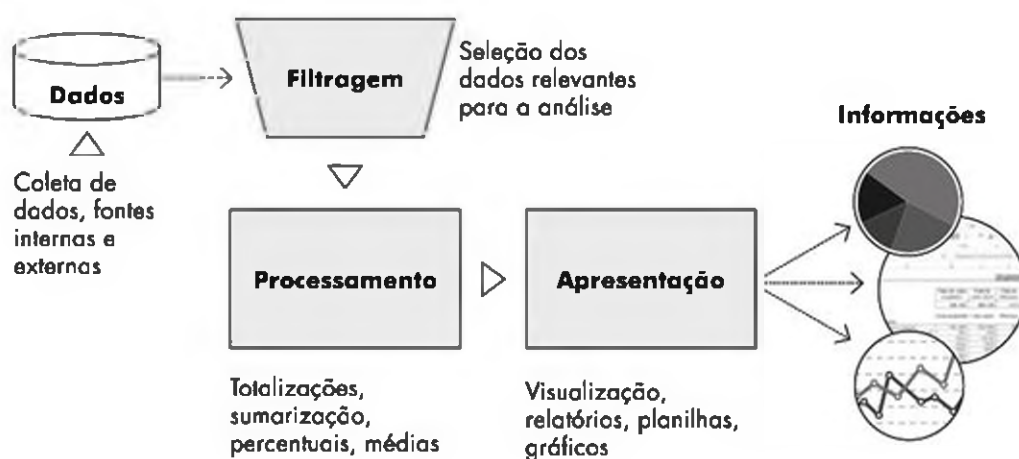 Dados
Coleta de
dados, fontes
internas e
externas
Filtragem
Seleção dos
dados relevantes
para a análise
Processamento
Totalizações,
sumarização,
percentuais, médias
Apresentação
Visualização,
relatórios, planilhas,
gráficos
Informações